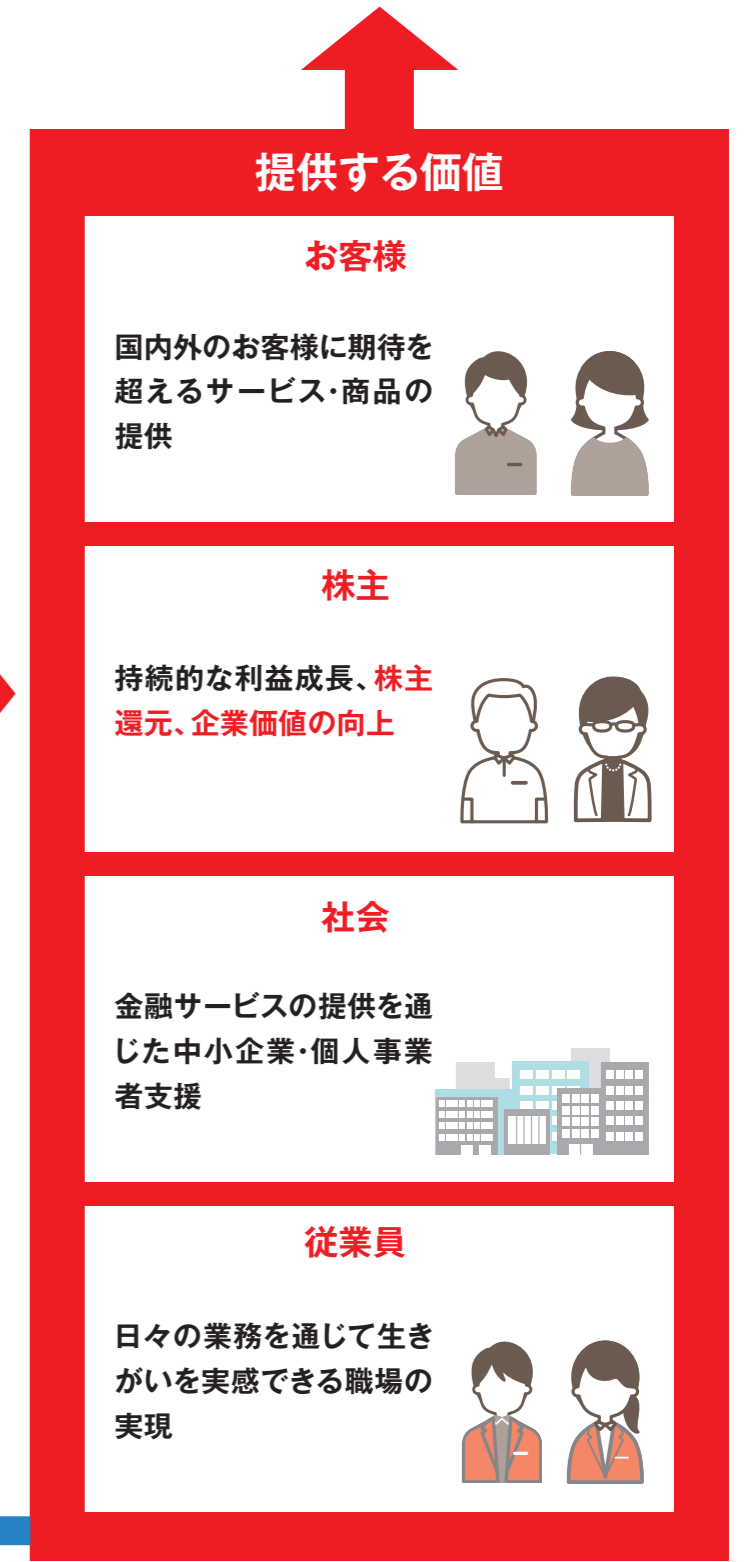 提供する価値
お客様
国内外のお客様に期待を
超えるサービス･商品の
提供
株主
持続的な利益成長、株主
還元、企業価値の向上
社会
金融サービスの提供を通
じた中小企業･個人事業
者支援
従業員
日々の業務を通じて生き
がいを実感できる職場の
実現